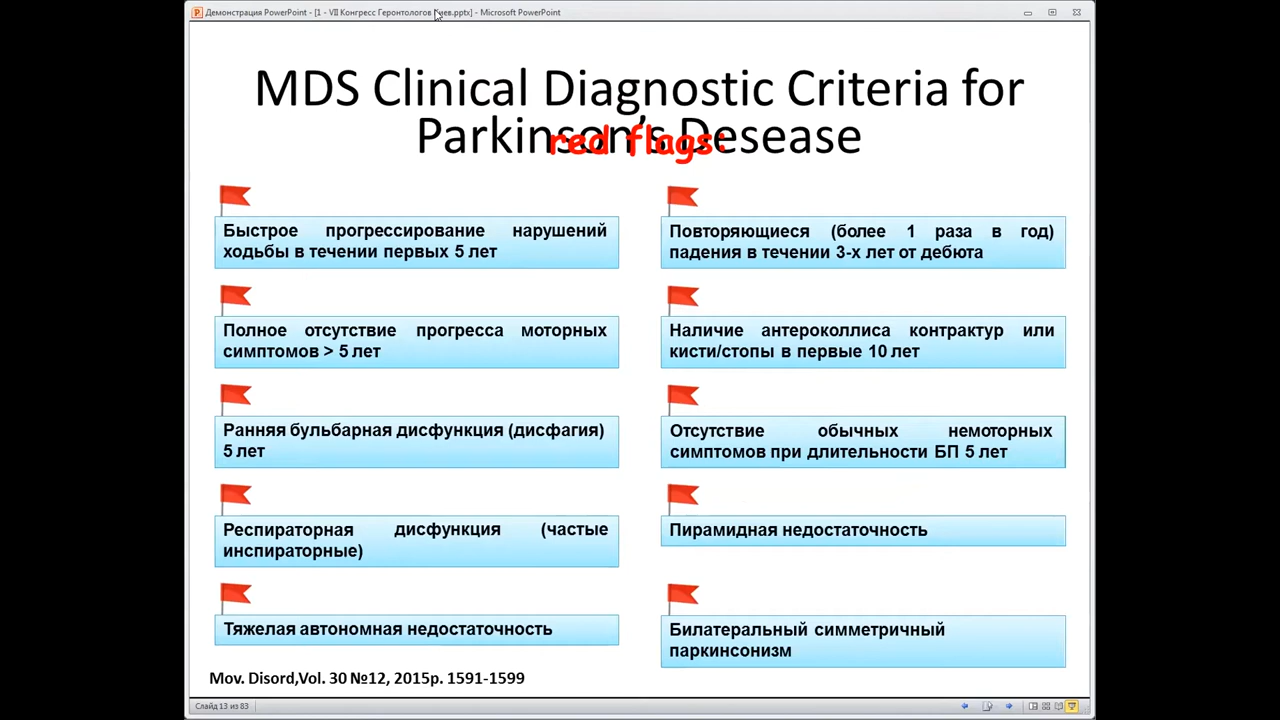 Демонстрация PowerPoint - [1 - VII Конгресс Геронтологов Киев.pptx] - Microsoft PowerPoint
MDS Clinical Diagnostic Criteria for
Parkinson's Desease
red flags:
Быстрое прогрессирование нарушений
ходьбы в течении первых 5 лет
Полное отсутствие прогресса моторных
симптомов > 5 лет
Ранняя бульбарная дисфункция (дисфагия)
5 лет
Респираторная дисфункция (частые
инспираторные)
Тяжелая автономная недостаточность
Повторяющиеся (более 1 раза в год)
падения в течении 3-х лет от дебюта
Наличие антероколлиса контрактур или
кисти/стопы в первые 10 лет
Отсутствие обычных немоторных
симптомов при длительности БП 5 лет
Пирамидная недостаточность
Билатеральный симметричный
паркинсонизм
Mov. Disord,Vol. 30 №12, 2015p. 1591-1599
Слайд 13 из 83